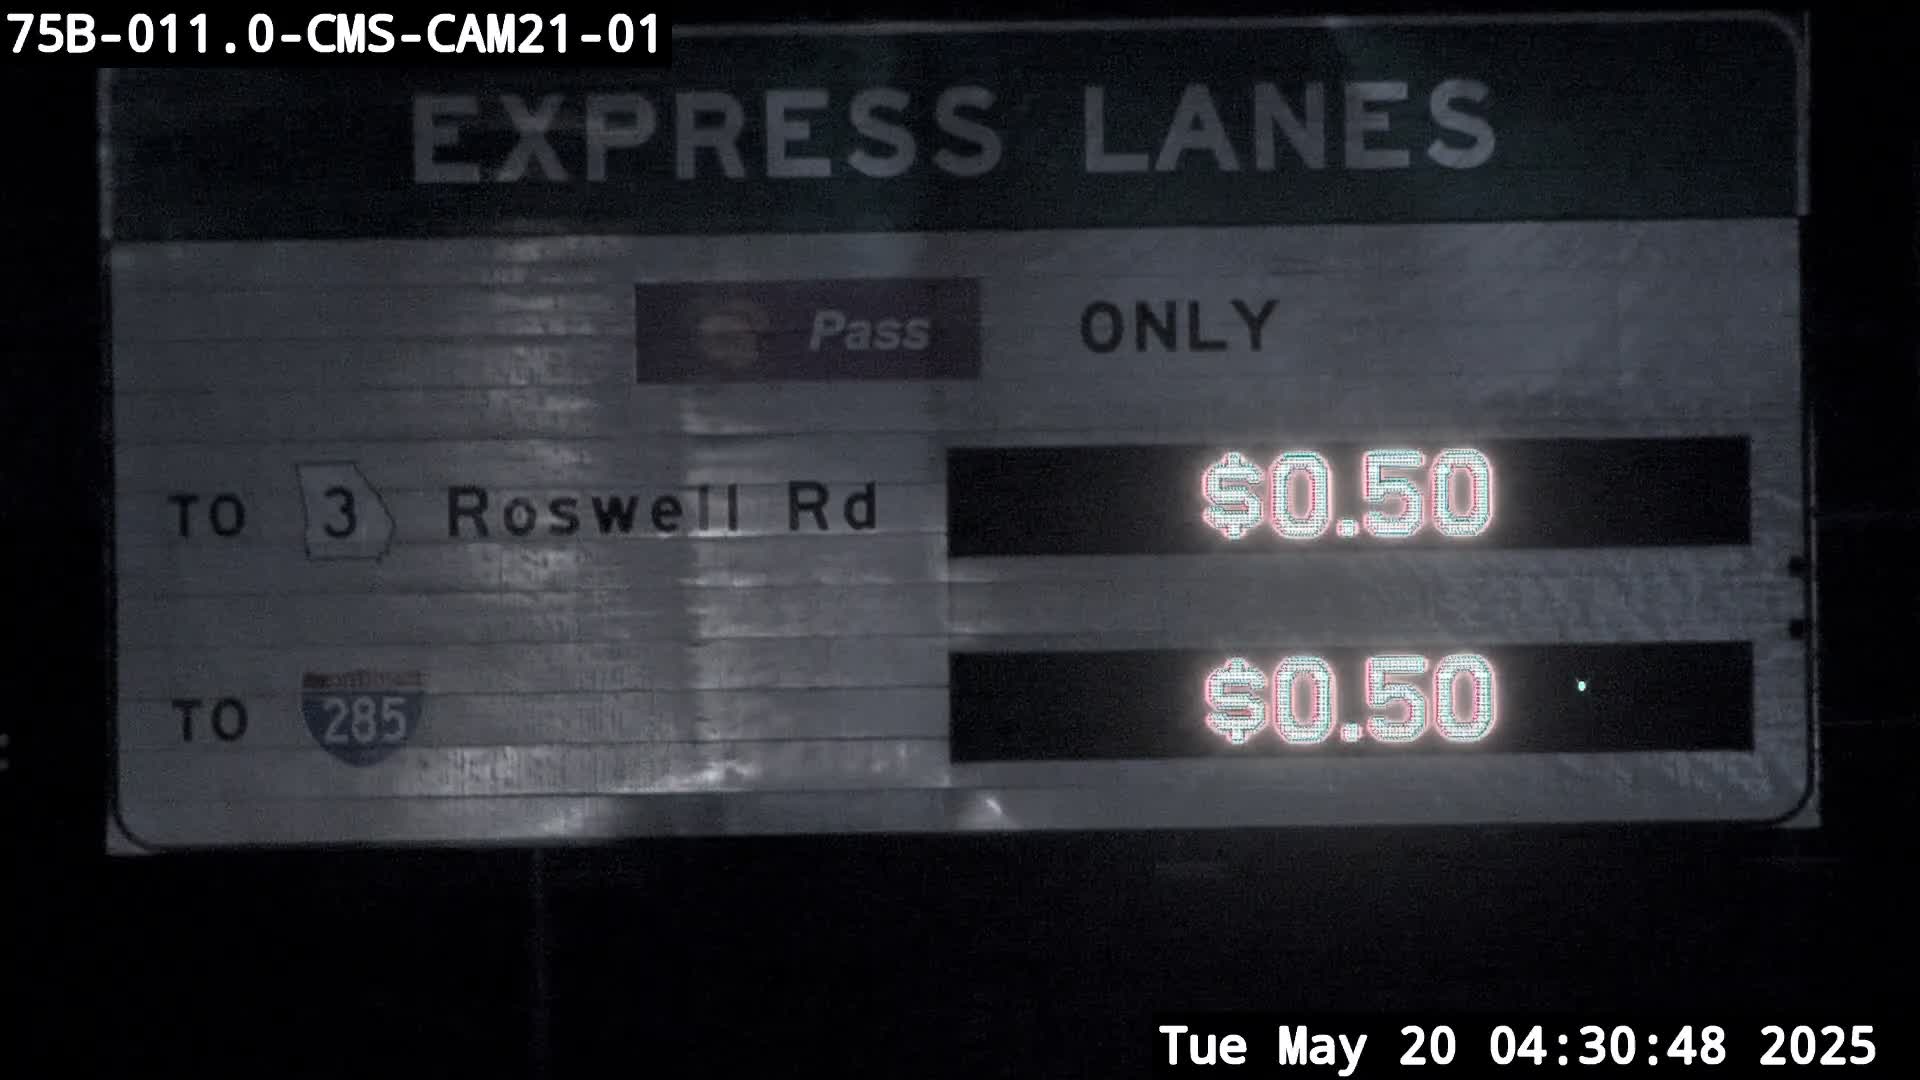 75B-011.0-CMS-CAM21-01
EXPRESS LANES
Pass ONLY
TO 3 Roswell Rd $0.50
TO 285 $0.50
Tue May 20 04:30:48 2025